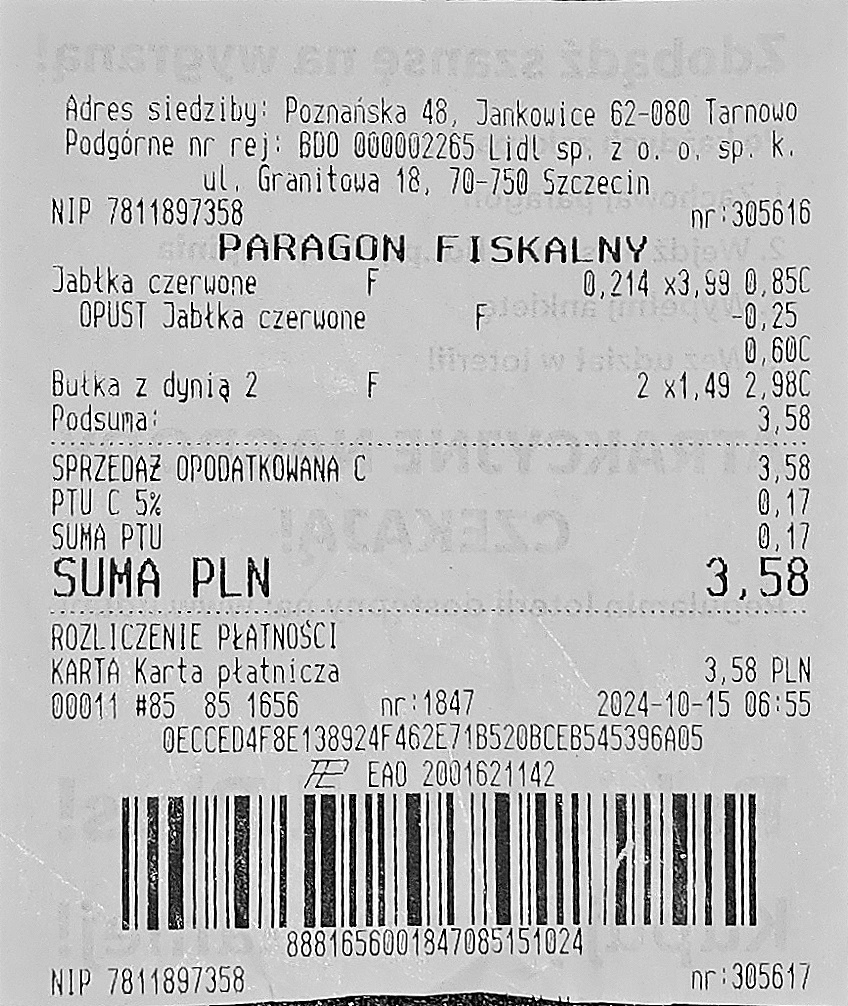 Adres siedziby: Poznańska 48, Jankowice 62-080 Tarnowo
Podgórne nr rej: BDO 000002265 Lidl sp. z o. o. sp. k.
ul. Granitowa 18, 70-750 Szczecin
NIP 7811897358 nr:305616
PARAGON FISKALNY
Jabłka czerwone F 0,214 x3,99 0,85C
OPUST Jabłka czerwone F -0,25
0,60C
Bułka z dynią 2 F 2 x1,49 2,98C
Podsuma: 3,58
SPRZEDAŻ OPODATKOWANA C 3,58
PTU C 5% 0,17
SUMA PTU 0,17
SUMA PLN 3,58
ROZLICZENIE PŁATNOŚCI
KARTA Karta płatnicza 3,58 PLN
00011 #85 85 1656 nr:1847 2024-10-15 06:55
0ECCED4F8E138924F462E71B520BCEB545396A05
EAO 2001621142
8881656001847085151024
NIP 7811897358 nr:305617